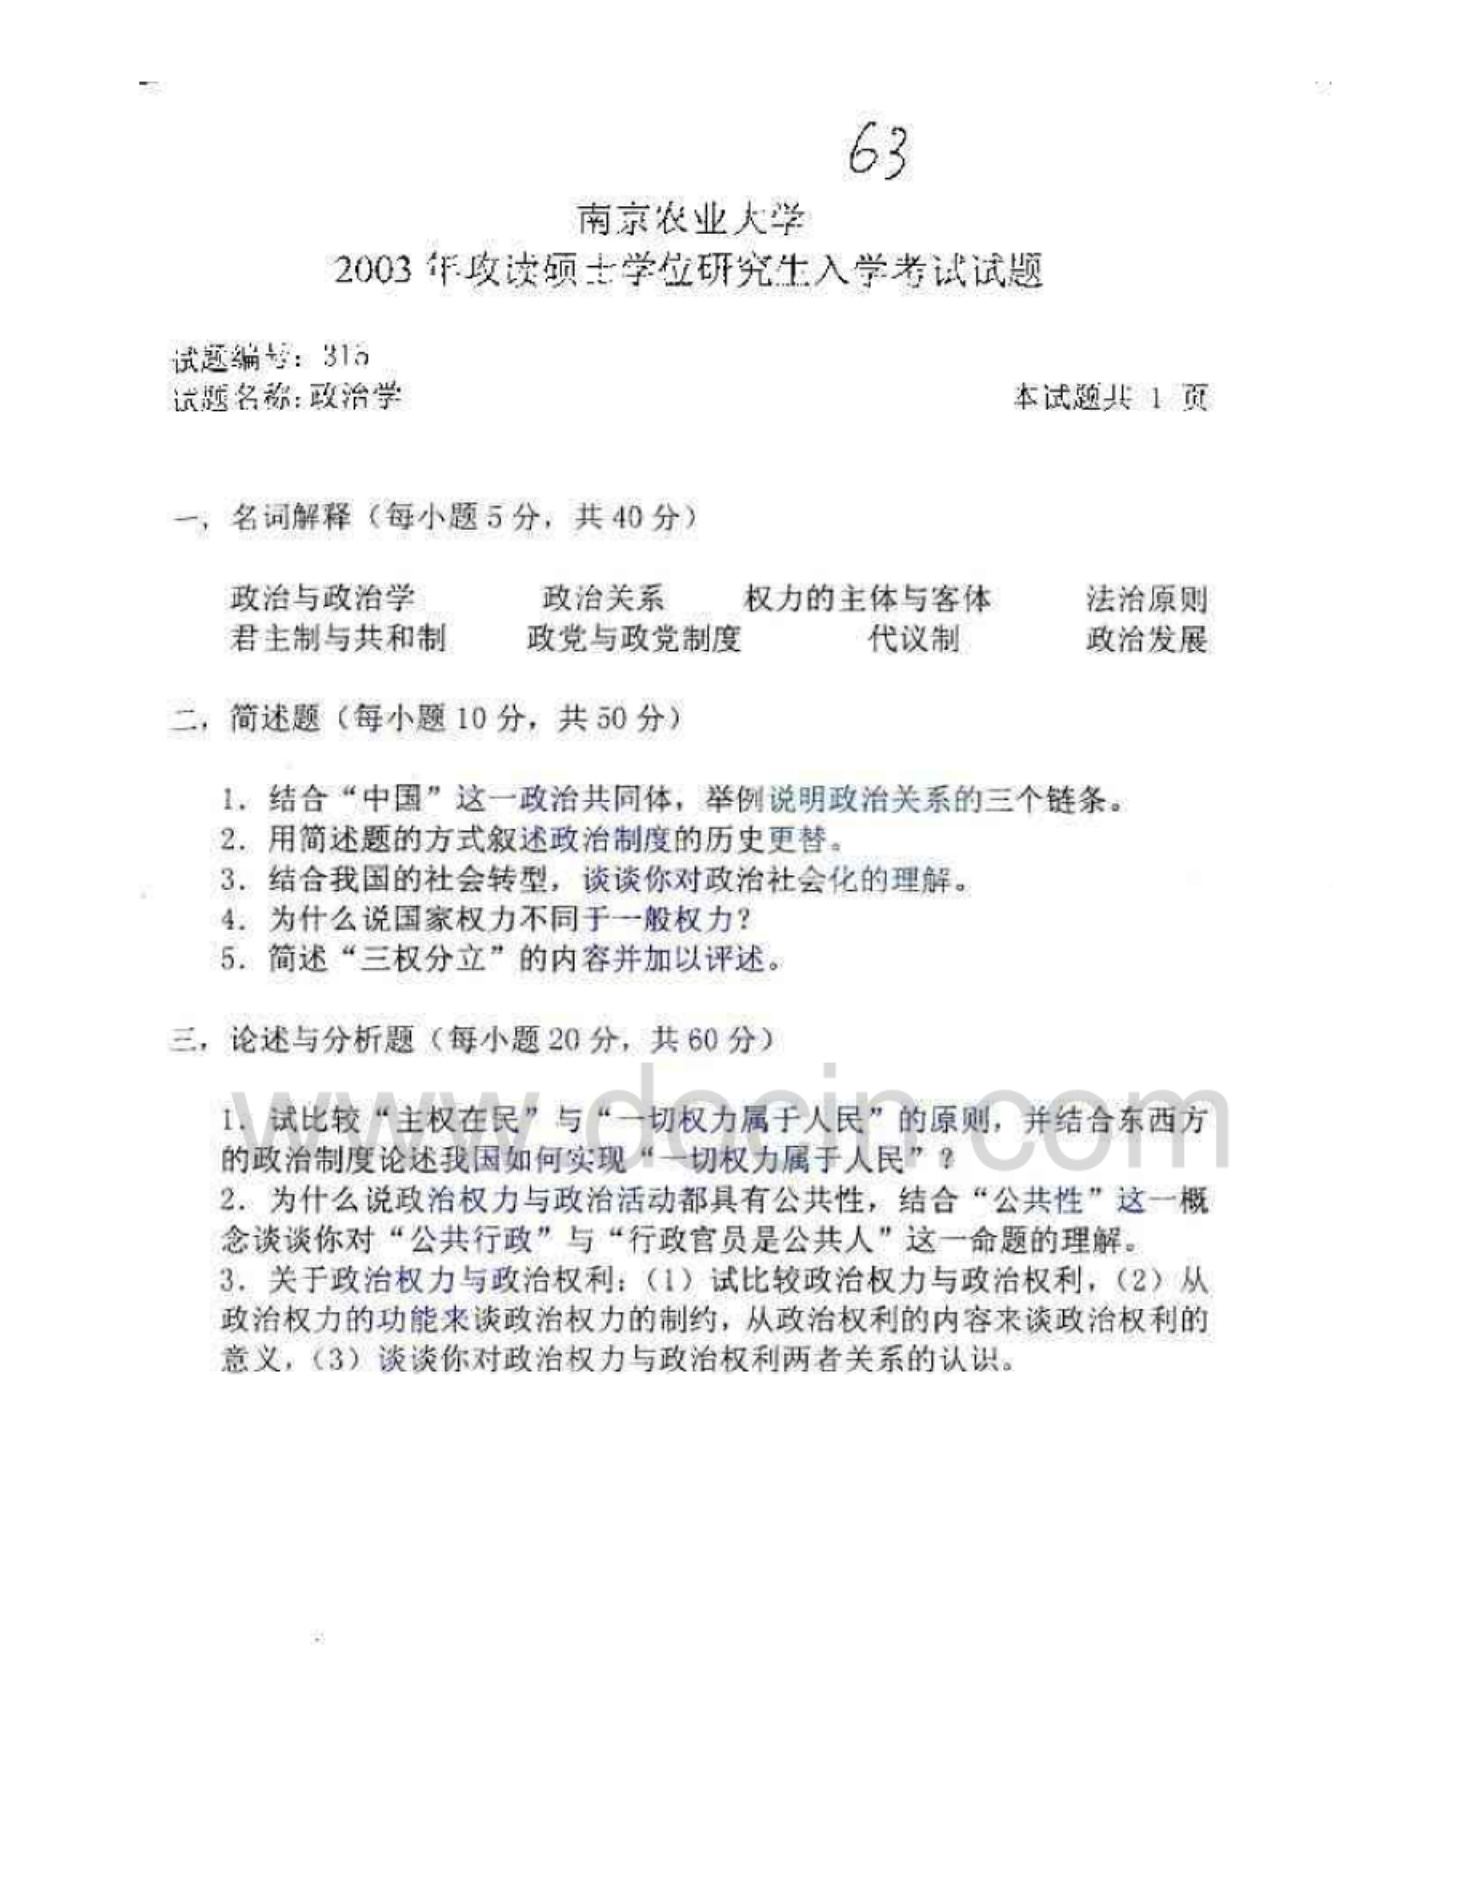 63
南京农业大学
2003 年攻读硕士学位研究生入学考试试题
试题编号：315
试题名称:政治学 本试题共 1 页
一，名词解释（每小题 5 分，共 40 分）
政治与政治学 政治关系 权力的主体与客体 法治原则
君主制与共和制 政党与政党制度 代议制 政治发展
二，简述题（每小题 10 分，共 50 分）
1．结合“中国”这一政治共同体，举例说明政治关系的三个链条。
2．用简述题的方式叙述政治制度的历史更替。
3．结合我国的社会转型，谈谈你对政治社会化的理解。
4．为什么说国家权力不同于一般权力？
5．简述“三权分立”的内容并加以评述。
三，论述与分析题（每小题 20 分，共 60 分）
www.docin.com
1．试比较“主权在民”与“一切权力属于人民”的原则，并结合东西方
的政治制度论述我国如何实现“一切权力属于人民”？
2．为什么说政治权力与政治活动都具有公共性，结合“公共性”这一概
念谈谈你对“公共行政”与“行政官员是公共人”这一命题的理解。
3．关于政治权力与政治权利：（1）试比较政治权力与政治权利，（2）从
政治权力的功能来谈政治权力的制约，从政治权利的内容来谈政治权利的
意义，（3）谈谈你对政治权力与政治权利两者关系的认识。